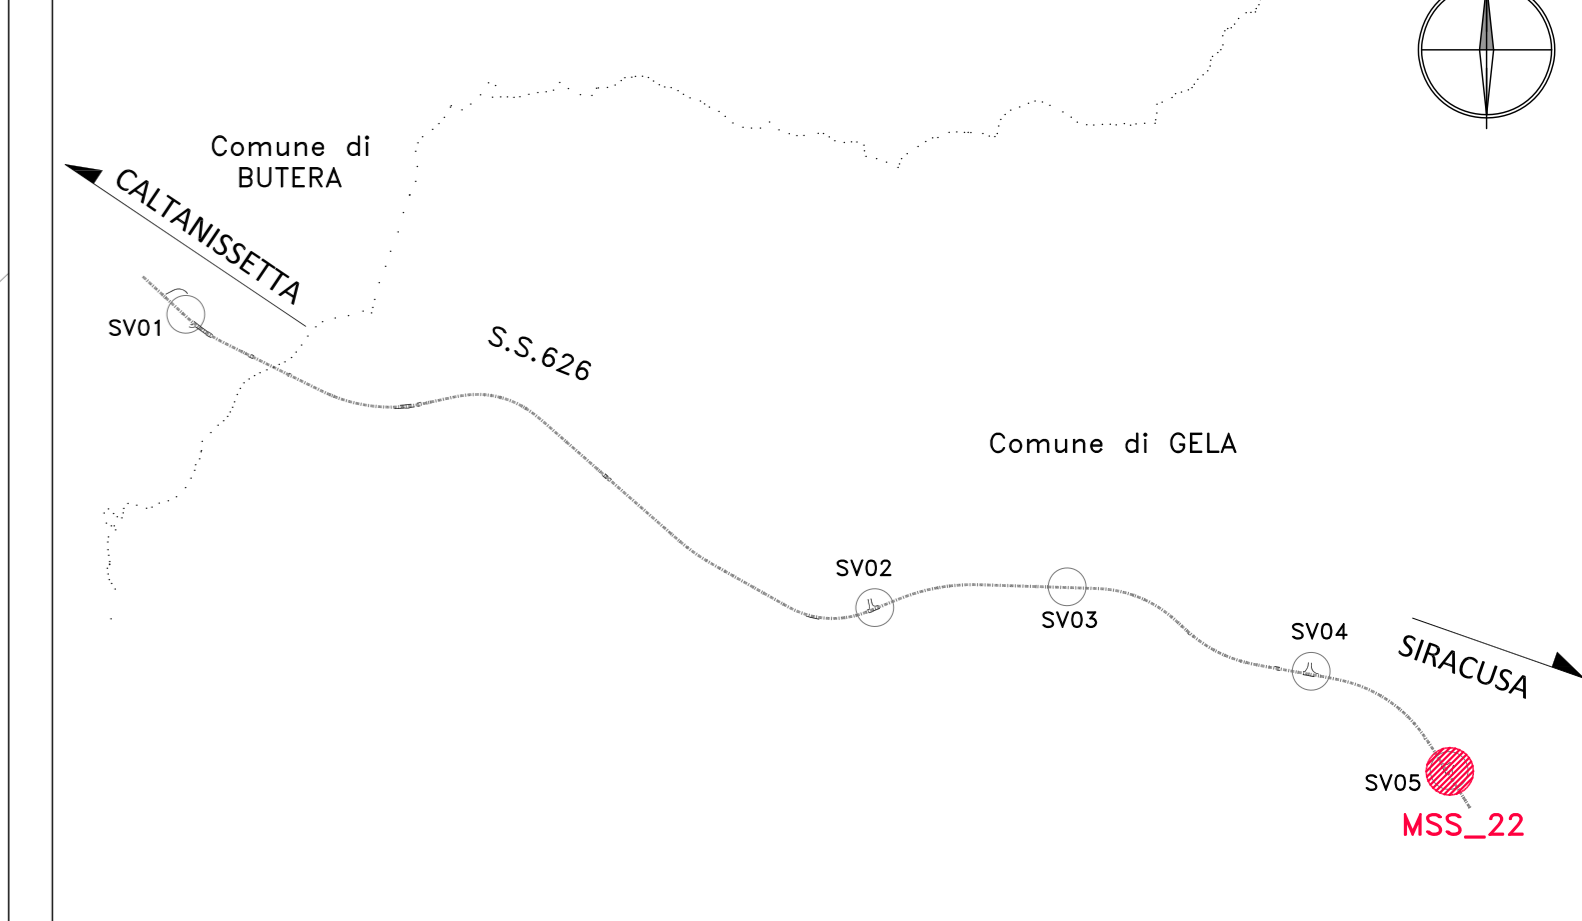 Comune di
BUTERA
CALTANISSETTA
SV01
S.S.626
Comune di GELA
SV02
SV03
SV04
SIRACUSA
SV05
MSS_22